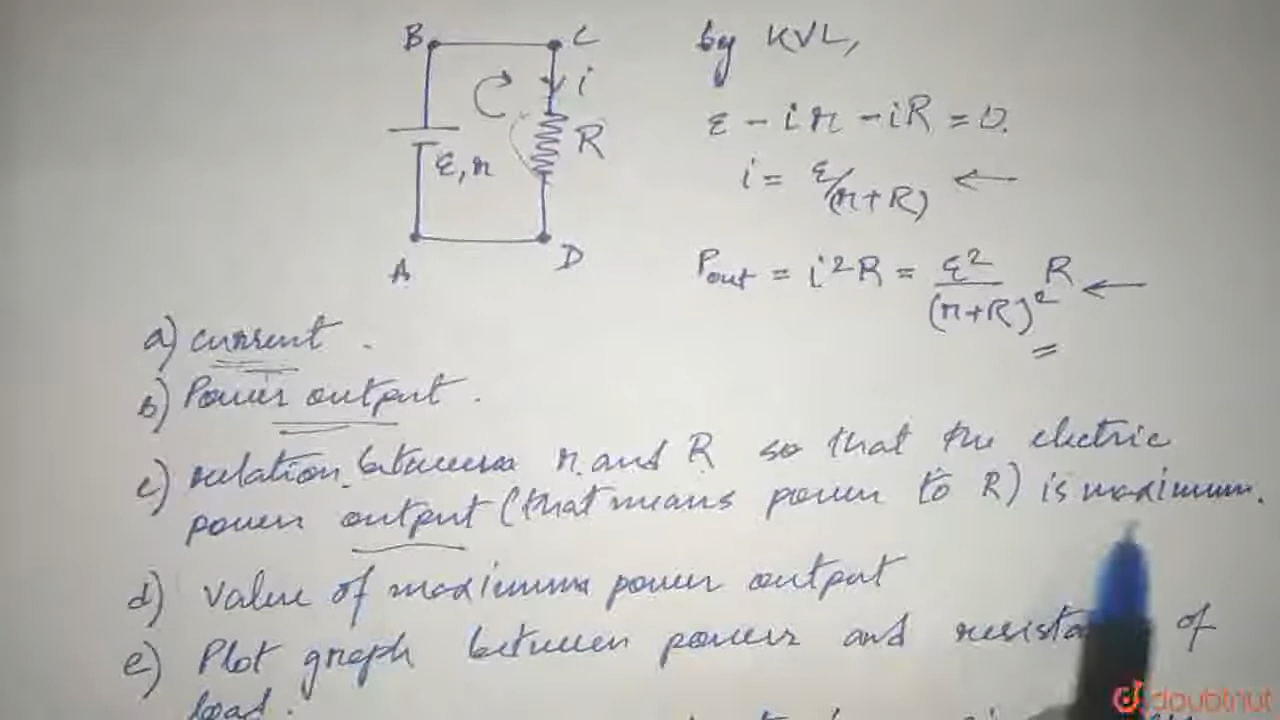 B C
i
R
ε, r
A D
by KVL,
ε - ir - iR = 0.
i = ε/(r+R) ←
Pout = i²R = ε²/(r+R)² R ←
a) current.
b) Power output.
c) relation between r and R so that the electric
power output (that means power to R) is maximum.
d) value of maximum power output
e) Plot graph between power and resista of
load.
doubtnut